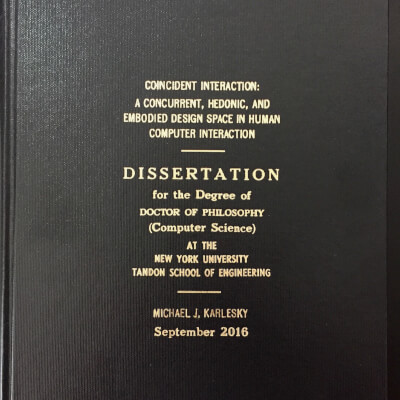 COINCIDENT INTERACTION:
A CONCURRENT, HEDONIC, AND
EMBODIED DESIGN SPACE IN HUMAN
COMPUTER INTERACTION
DISSERTATION
for the Degree of
DOCTOR OF PHILOSOPHY
(Computer Science)
AT THE
NEW YORK UNIVERSITY
TANDON SCHOOL OF ENGINEERING
MICHAEL J. KARLESKY
September 2016